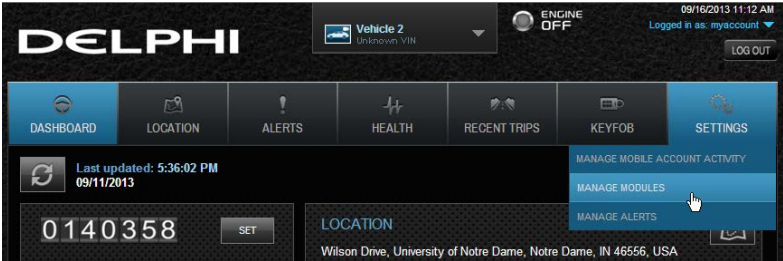 09/16/2013 11:12 AM
DELPHI
Vehicle 2
Unknown VIN
ENGINE
OFF
Logged in as: myaccount
LOG OUT
DASHBOARD
LOCATION
ALERTS
HEALTH
RECENT TRIPS
KEYFOB
SETTINGS
MANAGE MOBILE ACCOUNT ACTIVITY
MANAGE MODULES
MANAGE ALERTS
Last updated: 5:36:02 PM
09/11/2013
0140358
SET
LOCATION
Wilson Drive, University of Notre Dame, Notre Dame, IN 46556, USA